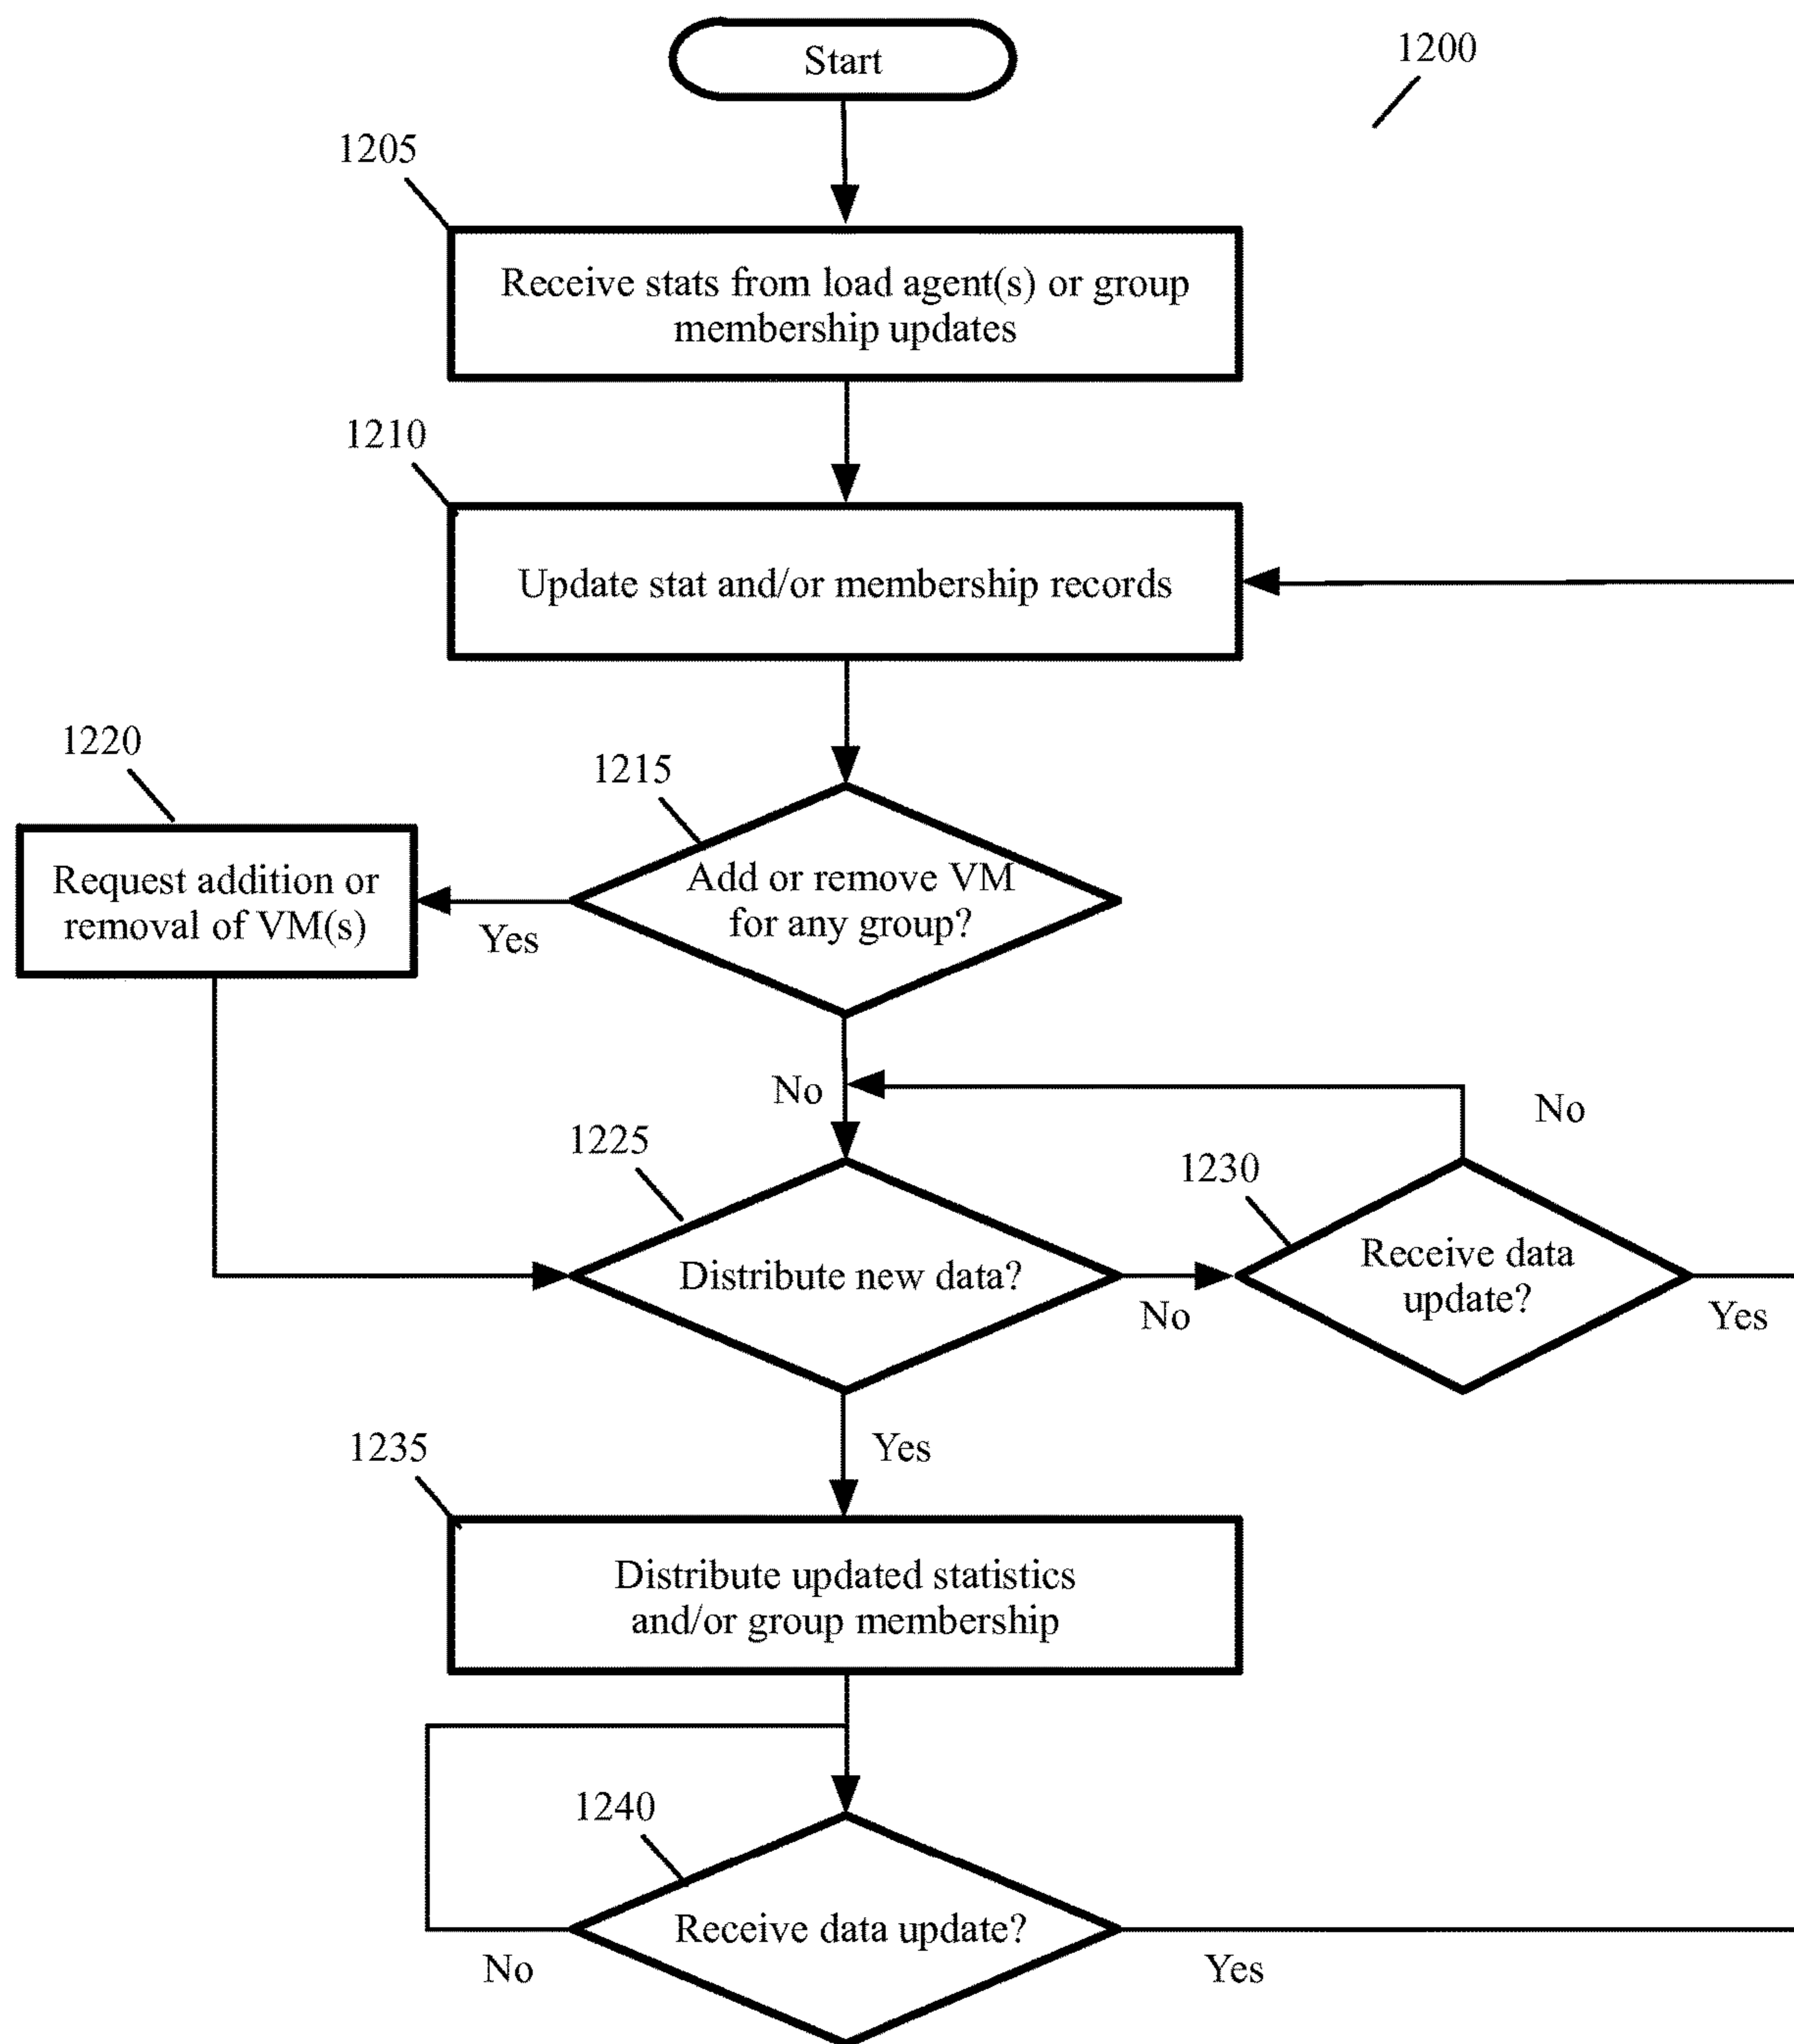 Start
1200
1205
Receive stats from load agent(s) or group
membership updates
1210
Update stat and/or membership records
1220
1215
Request addition or
removal of VM(s)
Yes
Add or remove VM
for any group?
No
No
1225
1230
Distribute new data?
No
Receive data
update?
Yes
Yes
1235
Distribute updated statistics
and/or group membership
1240
Receive data update?
No
Yes